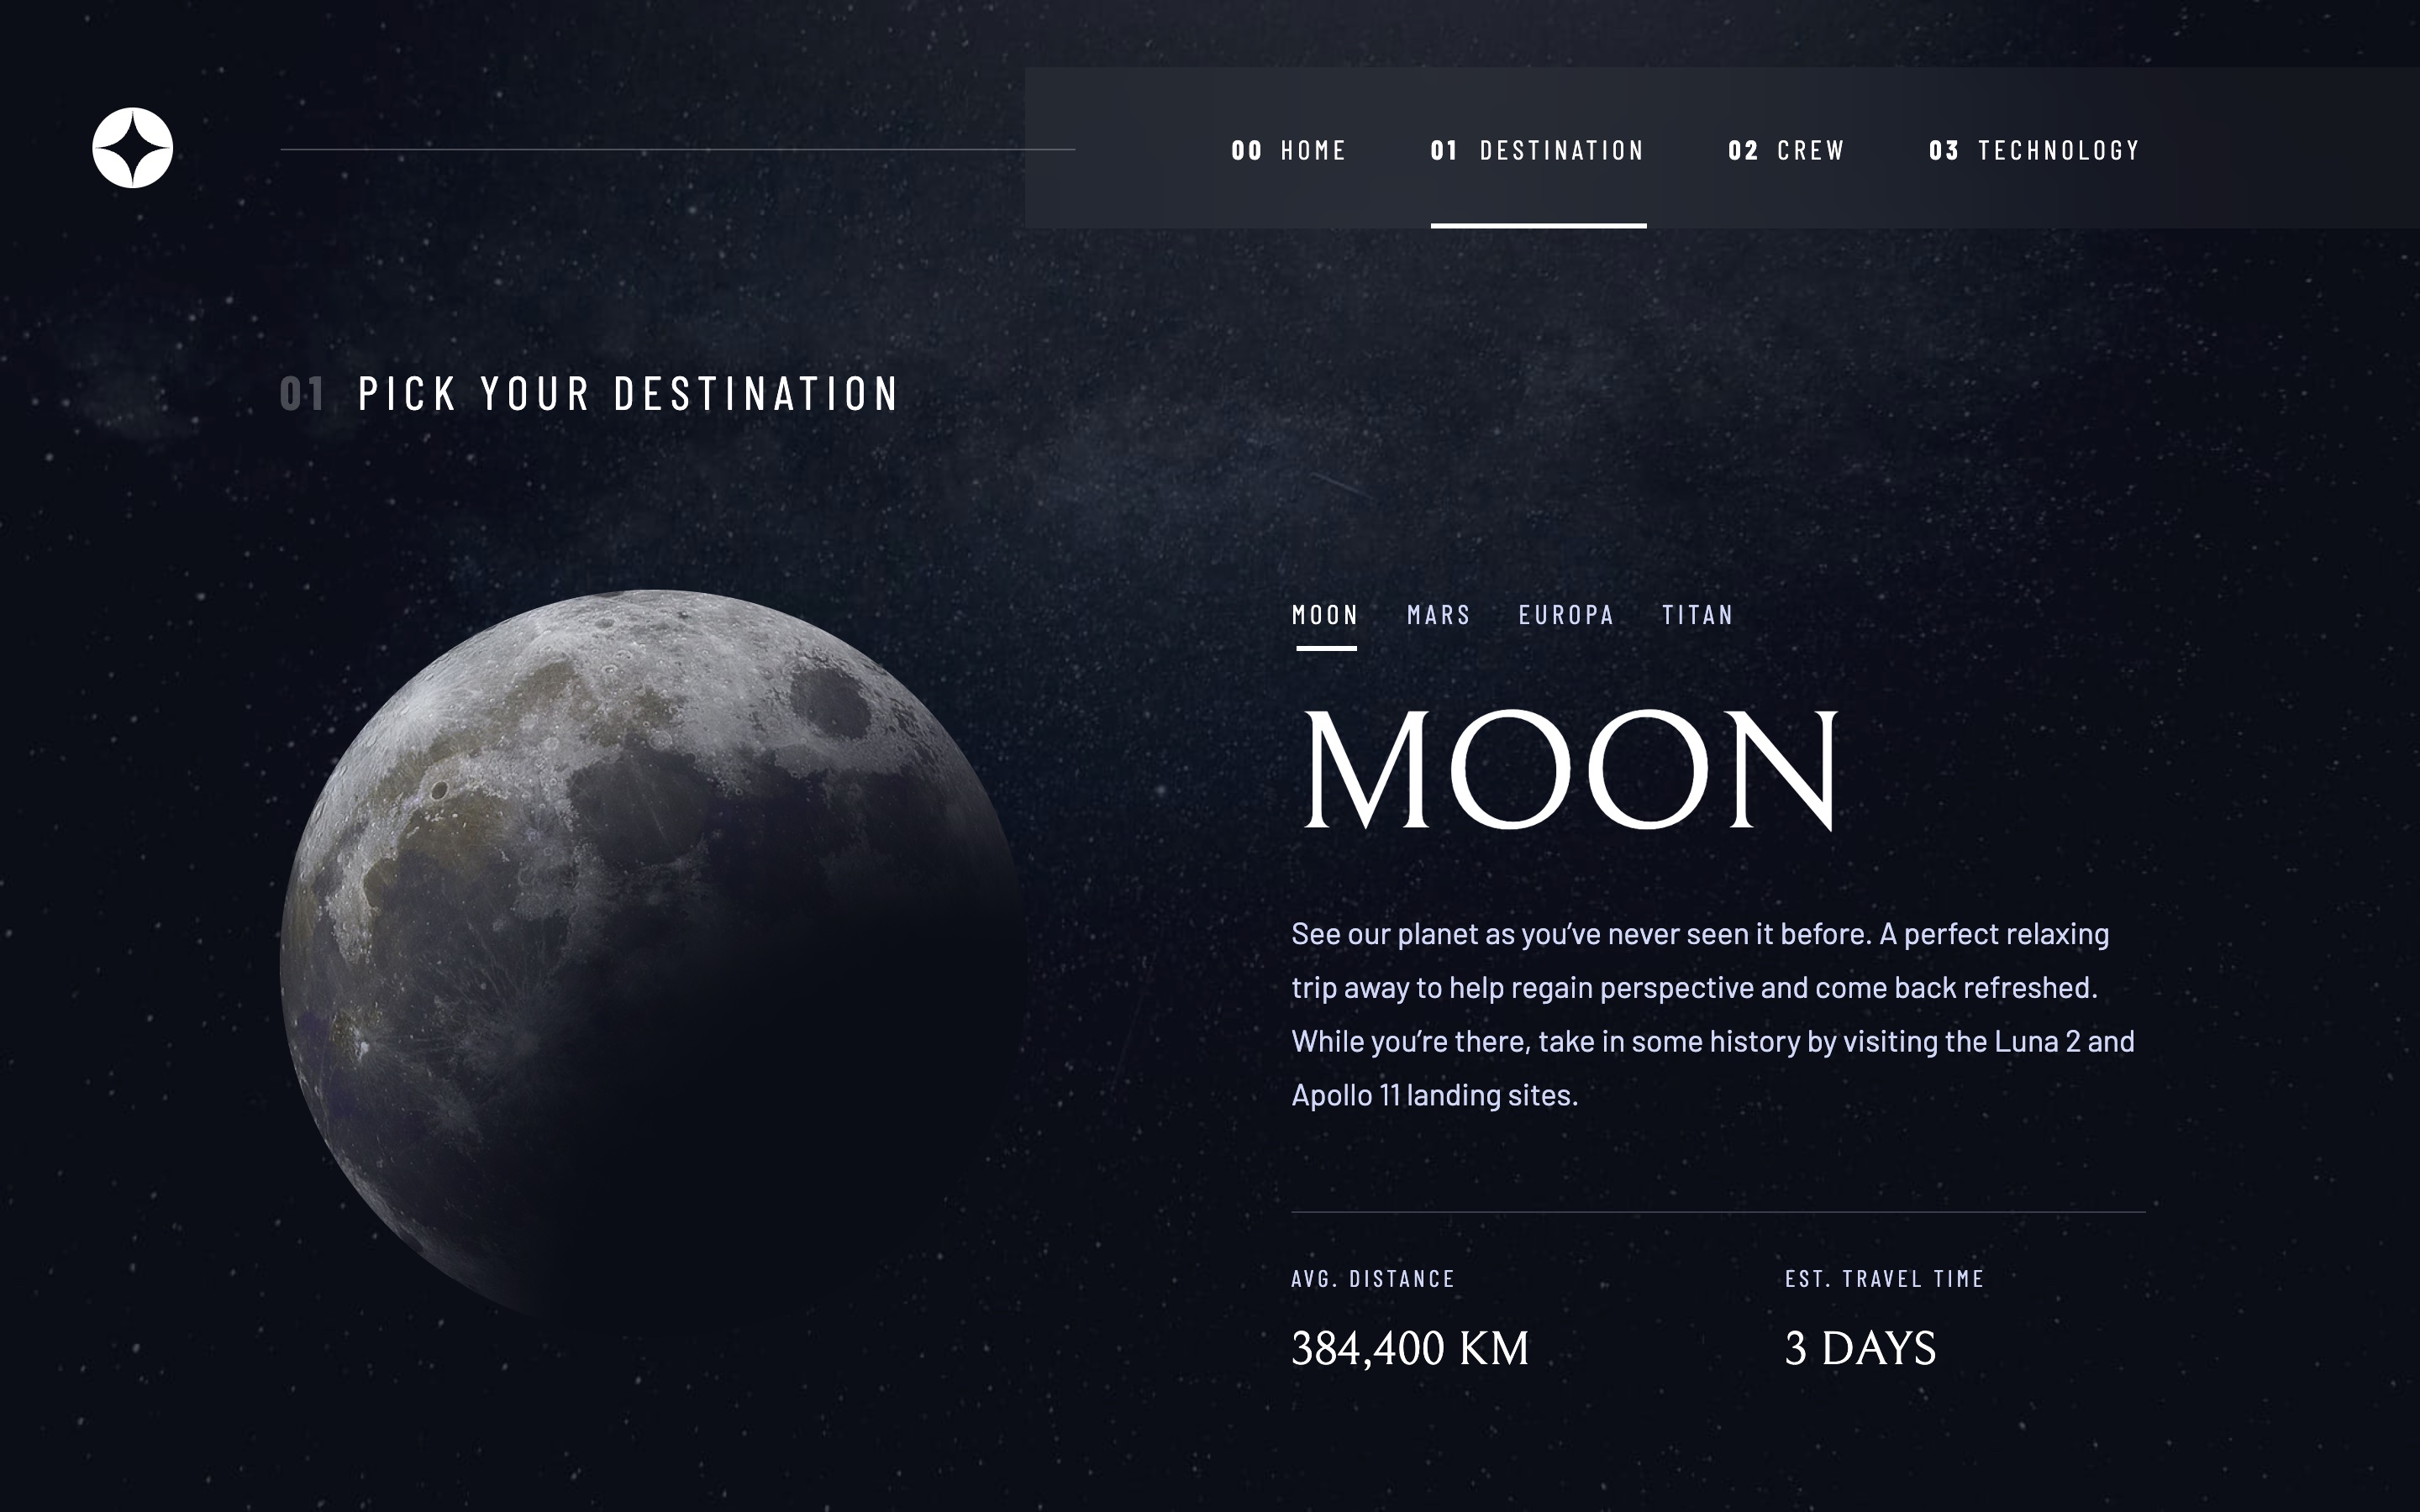 00 HOME 01 DESTINATION 02 CREW 03 TECHNOLOGY
01 PICK YOUR DESTINATION
MOON MARS EUROPA TITAN
MOON
See our planet as you’ve never seen it before. A perfect relaxing
trip away to help regain perspective and come back refreshed.
While you’re there, take in some history by visiting the Luna 2 and
Apollo 11 landing sites.
AVG. DISTANCE
384,400 KM
EST. TRAVEL TIME
3 DAYS